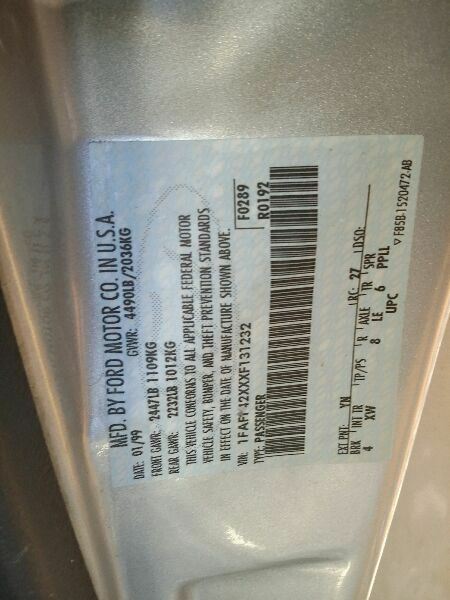 MFD. BY FORD MOTOR CO. IN U.S.A.
DATE: 01/99 GVWR: 4490LB/2036KG
FRONT GAWR: 2447LB 1109KG
REAR GAWR: 2232LB 1012KG
THIS VEHICLE CONFORMS TO ALL APPLICABLE FEDERAL MOTOR
VEHICLE SAFETY, BUMPER, AND THEFT PREVENTION STANDARDS
IN EFFECT ON THE DATE OF MANUFACTURE SHOWN ABOVE.
VIN: F0289
TYPE: PASSENGER R0192
EXT PNT: YN RC: 27 DSO:
BRK INT TR TP/PS R AXLE TR SPR
4 XW 8 LE 6 PPLL
UPC
▽ F85B-1520472-AB